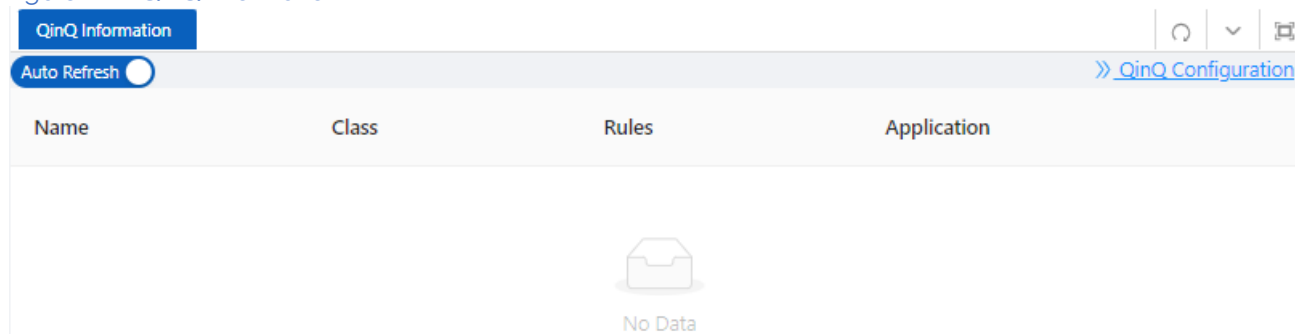 QinQ Information
Auto Refresh
» QinQ Configuration
Name Class Rules Application
No Data